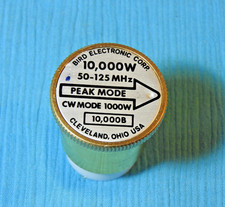 BIRD ELECTRONIC CORP.
10,000W
50-125 MHz
PEAK MODE
CW MODE 1000W
10,000B
CLEVELAND, OHIO USA